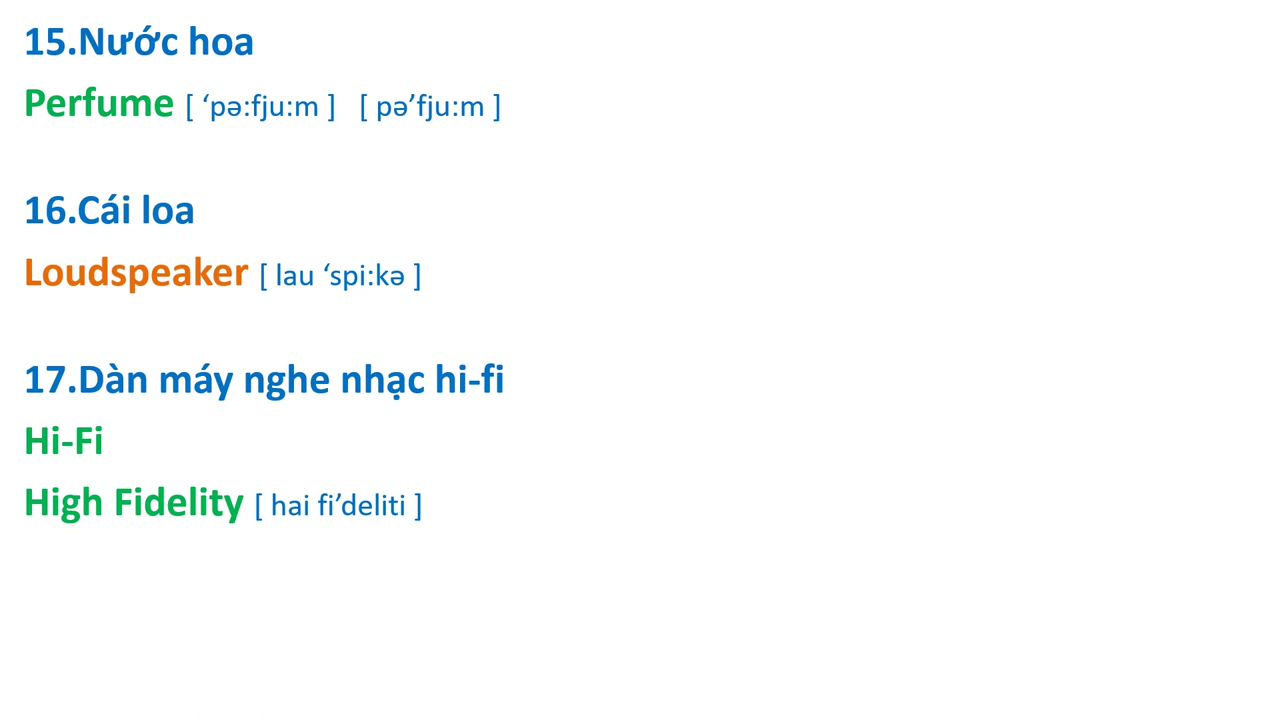 15.Nước hoa
Perfume [ ‘pə:fju:m ]   [ pə’fju:m ]
16.Cái loa
Loudspeaker [ lau ‘spi:kə ]
17.Dàn máy nghe nhạc hi-fi
Hi-Fi
High Fidelity [ hai fi’deliti ]